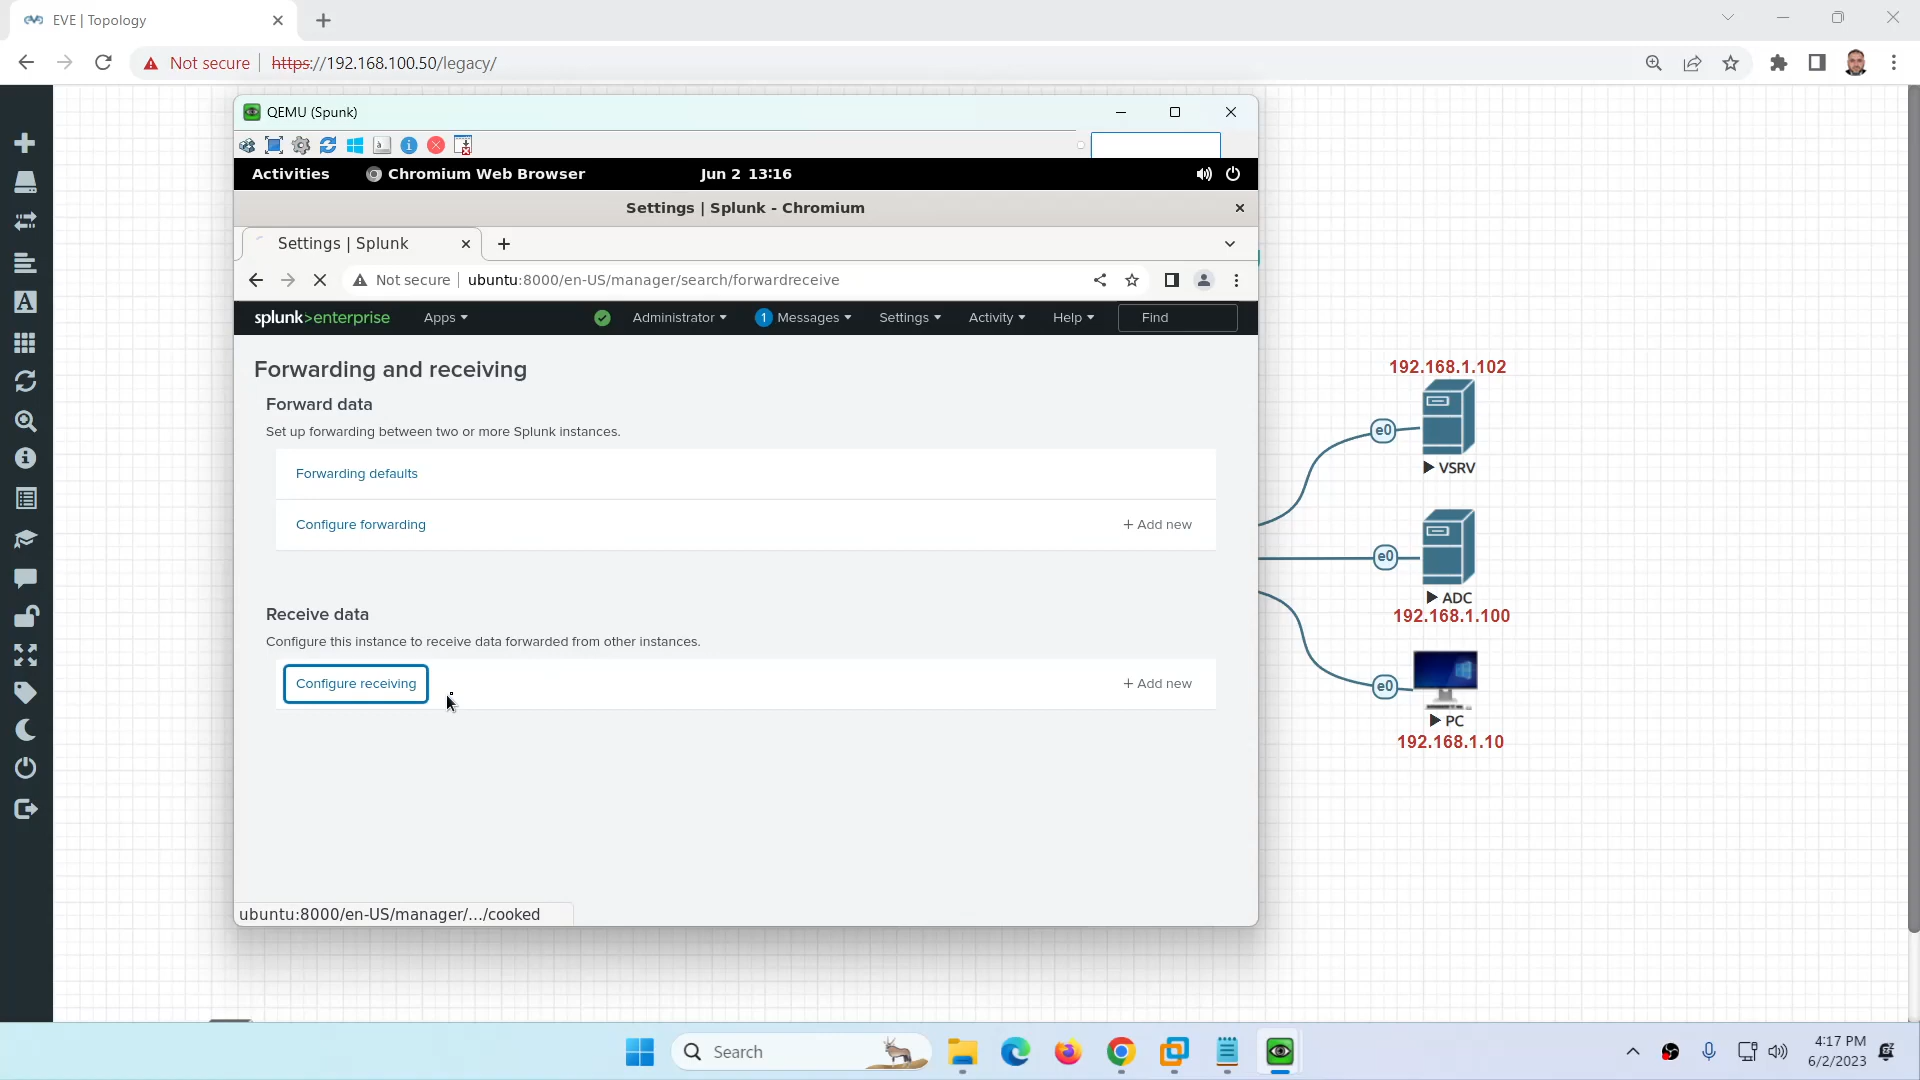 EVE | Topology
Not secure https://192.168.100.50/legacy/
QEMU (Spunk)
Activities Chromium Web Browser Jun 2 13:16
Settings | Splunk - Chromium
Settings | Splunk
Not secure ubuntu:8000/en-US/manager/search/forwardreceive
splunk>enterprise Apps Administrator 1 Messages Settings Activity Help Find
Forwarding and receiving
Forward data
Set up forwarding between two or more Splunk instances.
Forwarding defaults
Configure forwarding + Add new
Receive data
Configure this instance to receive data forwarded from other instances.
Configure receiving + Add new
ubuntu:8000/en-US/manager/.../cooked
192.168.1.102
e0
VSRV
e0
ADC
192.168.1.100
e0
PC
192.168.1.10
Search
4:17 PM
6/2/2023